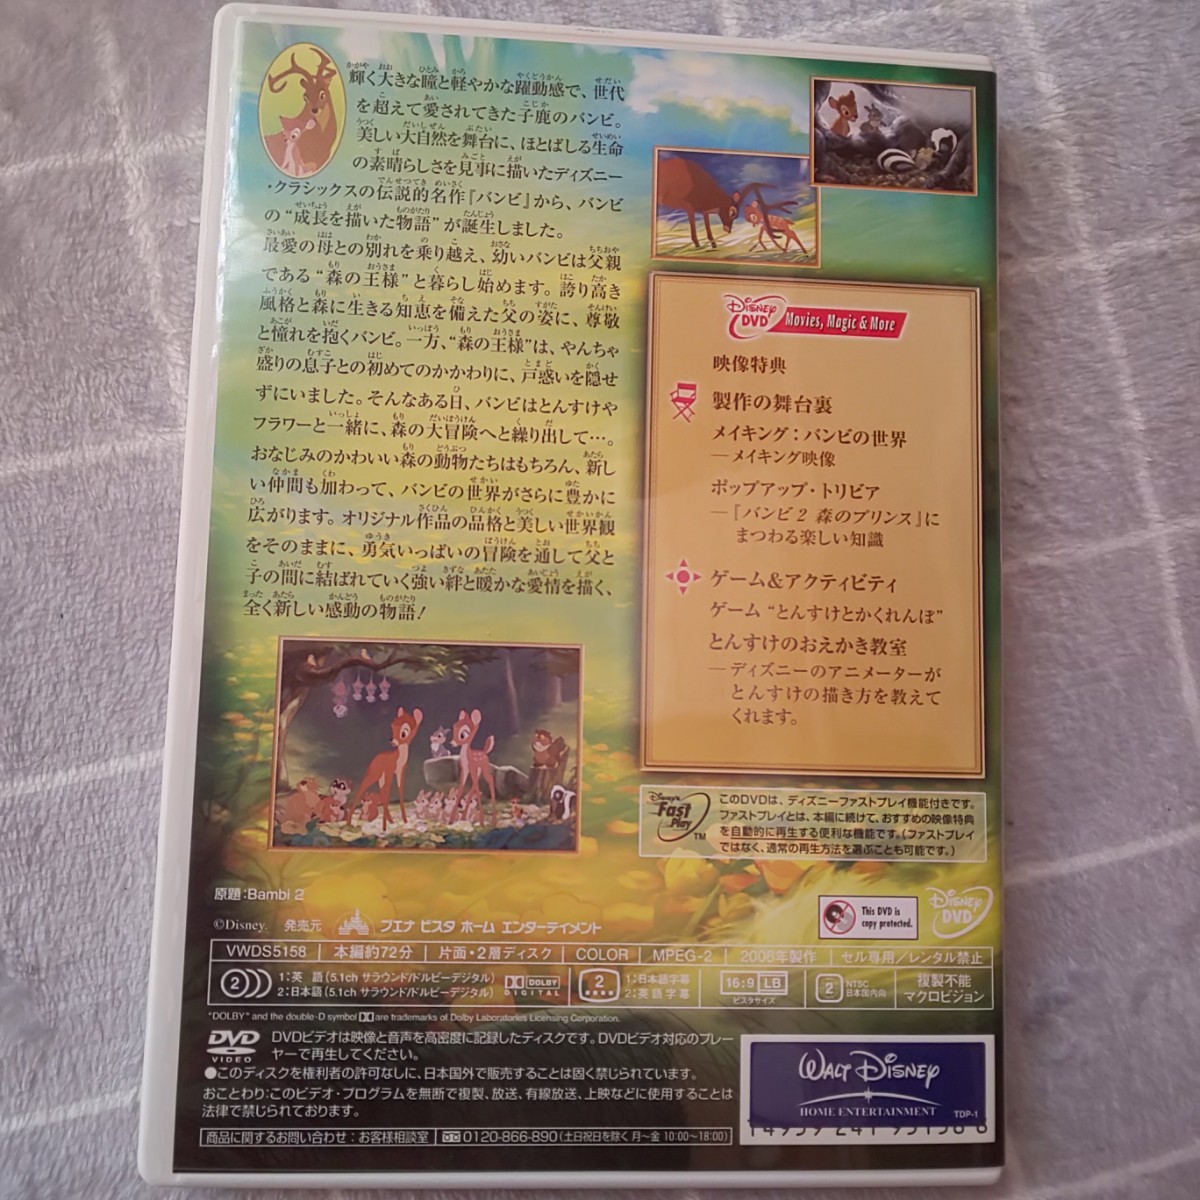 輝く大きな瞳と軽やかな躍動感で、世代
を超えて愛されてきた子鹿のバンビ。
美しい大自然を舞台に、ほとばしる生命
の素晴らしさを見事に描いたディズニー
・クラシックスの伝説的名作『バンビ』から、バンビ
の“成長を描いた物語”が誕生しました。
最愛の母との別れを乗り越え、幼いバンビは父親
である“森の王様”と暮らし始めます。誇り高き
風格と森に生きる知恵を備えた父の姿に、尊敬
と憧れを抱くバンビ。一方、“森の王様”は、やんちゃ
盛りの息子との初めてのかかわりに、戸惑いを隠せ
ずにいました。そんなある日、バンビはとんすけや
フラワーと一緒に、森の大冒険へと繰り出して…。
おなじみのかわいい森の動物たちはもちろん、新し
い仲間も加わって、バンビの世界がさらに豊かに
広がります。オリジナル作品の品格と美しい世界観
をそのままに、勇気いっぱいの冒険を通して父と
子の間に結ばれていく強い絆と暖かな愛情を描く、
全く新しい感動の物語!
Disney DVD Movies, Magic & More
映像特典
製作の舞台裏
メイキング:バンビの世界
―メイキング映像
ポップアップ・トリビア
―『バンビ2 森のプリンス』に
まつわる楽しい知識
ゲーム&アクティビティ
ゲーム“とんすけとかくれんぼ”
とんすけのおえかき教室
―ディズニーのアニメーターが
とんすけの描き方を教えて
くれます。
Disney's Fast Play TM
このDVDは、ディズニーファストプレイ機能付きです。
ファストプレイとは、本編に続けて、おすすめの映像特典
を自動的に再生する便利な機能です。(ファストプレイ
ではなく、通常の再生方法を選ぶことも可能です。)
原題:Bambi 2
©Disney. 発売元 ブエナ ビスタ ホーム エンターテイメント
This DVD is
copy protected.
Disney DVD
VWDS5158 本編約72分 片面・2層ディスク COLOR MPEG-2 2006年製作 セル専用/レンタル禁止
2 1:英 語(5.1ch サラウンド/ドルビーデジタル)
2:日本語(5.1ch サラウンド/ドルビーデジタル)
DOLBY DIGITAL
2 1:日本語字幕
2:英語字幕
16:9 LB
ビスタサイズ
2 NTSC
日本国内向
複製不能
マクロビジョン
"DOLBY" and the double-D symbol are trademarks of Dolby Laboratories Licensing Corporation.
DVD VIDEO
DVDビデオは映像と音声を高密度に記録したディスクです。DVDビデオ対応のプレー
ヤーで再生してください。
●このディスクを権利者の許可なしに、日本国外で販売することは固く禁じられています。
おことわり:このビデオ・プログラムを無断で複製、放送、有線放送、上映などに使用することは
法律で禁じられております。
商品に関するお問い合わせ:お客様相談室 0120-866-890(土日祝日を除く月～金 10:00～18:00)
WALT DISNEY
HOME ENTERTAINMENT
TDP-1